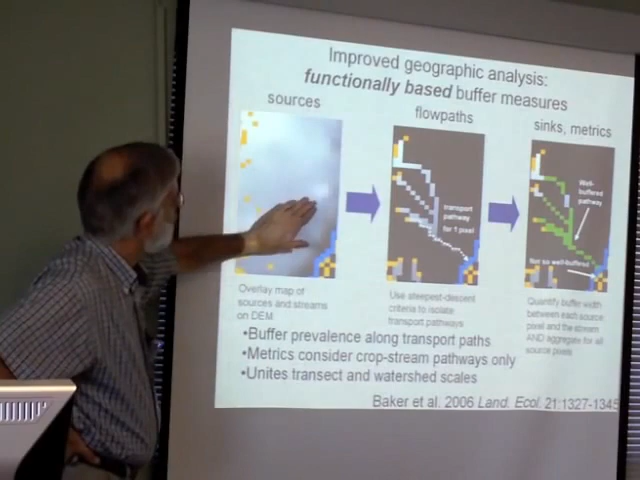 Improved geographic analysis:
functionally based buffer measures
sources
flowpaths
sinks, metrics
transport
pathway
for 1 pixel
Well-
buffered
pathway
Not so well-buffered
Overlay map of
sources and streams
on DEM
Use steepest-descent
criteria to isolate
transport pathways
Quantify buffer width
between each source
pixel and the stream
AND aggregate for all
source pixels
•Buffer prevalence along transport paths
•Metrics consider crop-stream pathways only
•Unites transect and watershed scales
Baker et al. 2006 Land. Ecol. 21:1327-1345